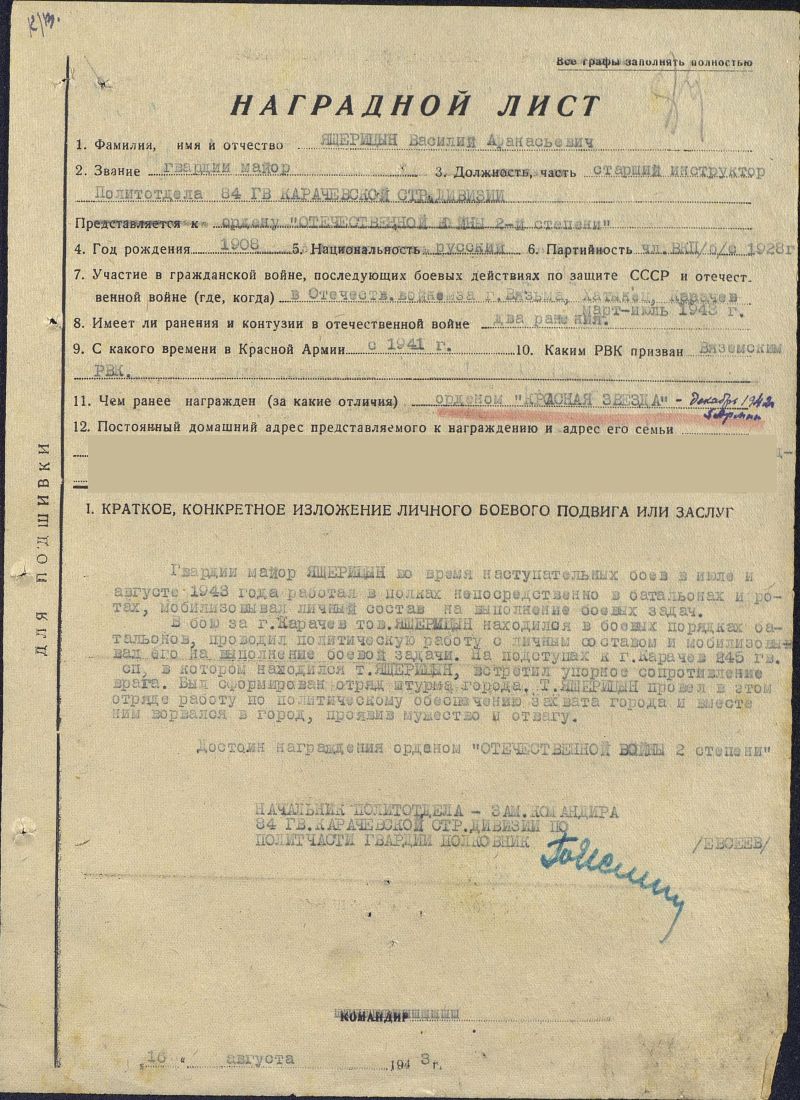 Все графы заполнять полностью
НАГРАДНОЙ ЛИСТ
1. Фамилия, имя и отчество ЯЩЕРИЦЫН Василий Афанасьевич
2. Звание гвардии майор 3. Должность, часть старший инструктор
Политотдела 84 ГВ КАРАЧЕВСКОЙ СТР.ДИВИЗИИ
Представляется к ордену "ОТЕЧЕСТВЕННОЙ ВОЙНЫ 2-й степени"
4. Год рождения 1908 5. Национальность русский 6. Партийность чл.ВКП/б/с 1928г
7. Участие в гражданской войне, последующих боевых действиях по защите СССР и отечест-
венной войне (где, когда) в Отечеств.войне за г.Вязьма, Хатынец, Карачев
март-июль 1943 г.
8. Имеет ли ранения и контузии в отечественной войне два ранения.
9. С какого времени в Красной Армии с 1941 г. 10. Каким РВК призван Вяземским
РВК.
11. Чем ранее награжден (за какие отличия) орденом "КРАСНАЯ ЗВЕЗДА" - декабрь 1942
5 Армии
12. Постоянный домашний адрес представляемого к награждению и адрес его семьи
I. КРАТКОЕ, КОНКРЕТНОЕ ИЗЛОЖЕНИЕ ЛИЧНОГО БОЕВОГО ПОДВИГА ИЛИ ЗАСЛУГ
Гвардии майор ЯЩЕРИЦЫН во время наступательных боев в июле и
августе 1943 года работал в полках непосредственно в батальонах и ро-
тах, мобилизовывал личный состав на выполнение боевых задач.
В бою за г.Карачев тов.ЯЩЕРИЦЫН находился в боевых порядках ба-
тальонов, проводил политическую работу с личным составом и мобилизовы-
вал его на выполнение боевой задачи. На подступах к г.Карачев 245 гв.
сп, в котором находился т.ЯЩЕРИЦЫН, встретил упорное сопротивление
врага. Был сформирован отряд штурма города. Т.ЯЩЕРИЦЫН провел в этом
отряде работу по политическому обеспечению захвата города и вместе
ним ворвался в город, проявив мужество и отвагу.
Достоин награждения орденом "ОТЕЧЕСТВЕННОЙ ВОЙНЫ 2 степени"
НАЧАЛЬНИК ПОЛИТОТДЕЛА - ЗАМ.КОМАНДИРА
84 ГВ.КАРАЧЕВСКОЙ СТР.ДИВИЗИИ ПО
ПОЛИТЧАСТИ ГВАРДИИ ПОЛКОВНИК /ЕВСЕЕВ/
КОМАНДИР
"16" августа 1943 г.
ДЛЯ ПОДШИВКИ